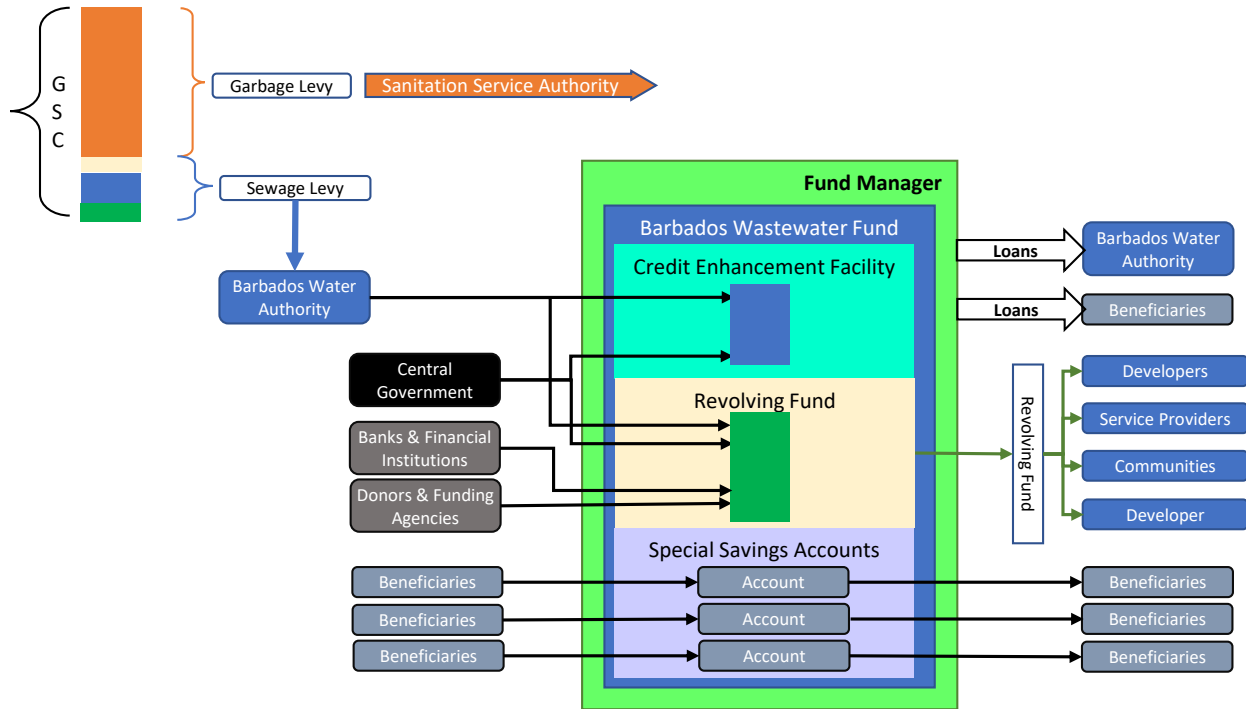 G
S
C
Garbage Levy
Sanitation Service Authority
Sewage Levy
Barbados Water
Authority
Central
Government
Banks & Financial
Institutions
Donors & Funding
Agencies
Beneficiaries
Beneficiaries
Beneficiaries
Fund Manager
Barbados Wastewater Fund
Credit Enhancement Facility
Revolving Fund
Special Savings Accounts
Account
Account
Account
Loans
Barbados Water
Authority
Loans
Beneficiaries
Revolving Fund
Developers
Service Providers
Communities
Developer
Beneficiaries
Beneficiaries
Beneficiaries